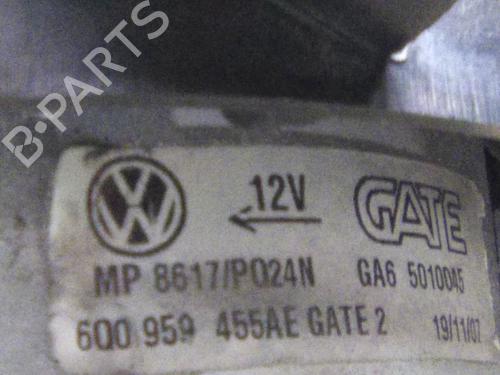 B-PARTS
12V GATE
MP 8617/P024N GA6 5010045
6Q0 959 455AE GATE 2 19/11/07